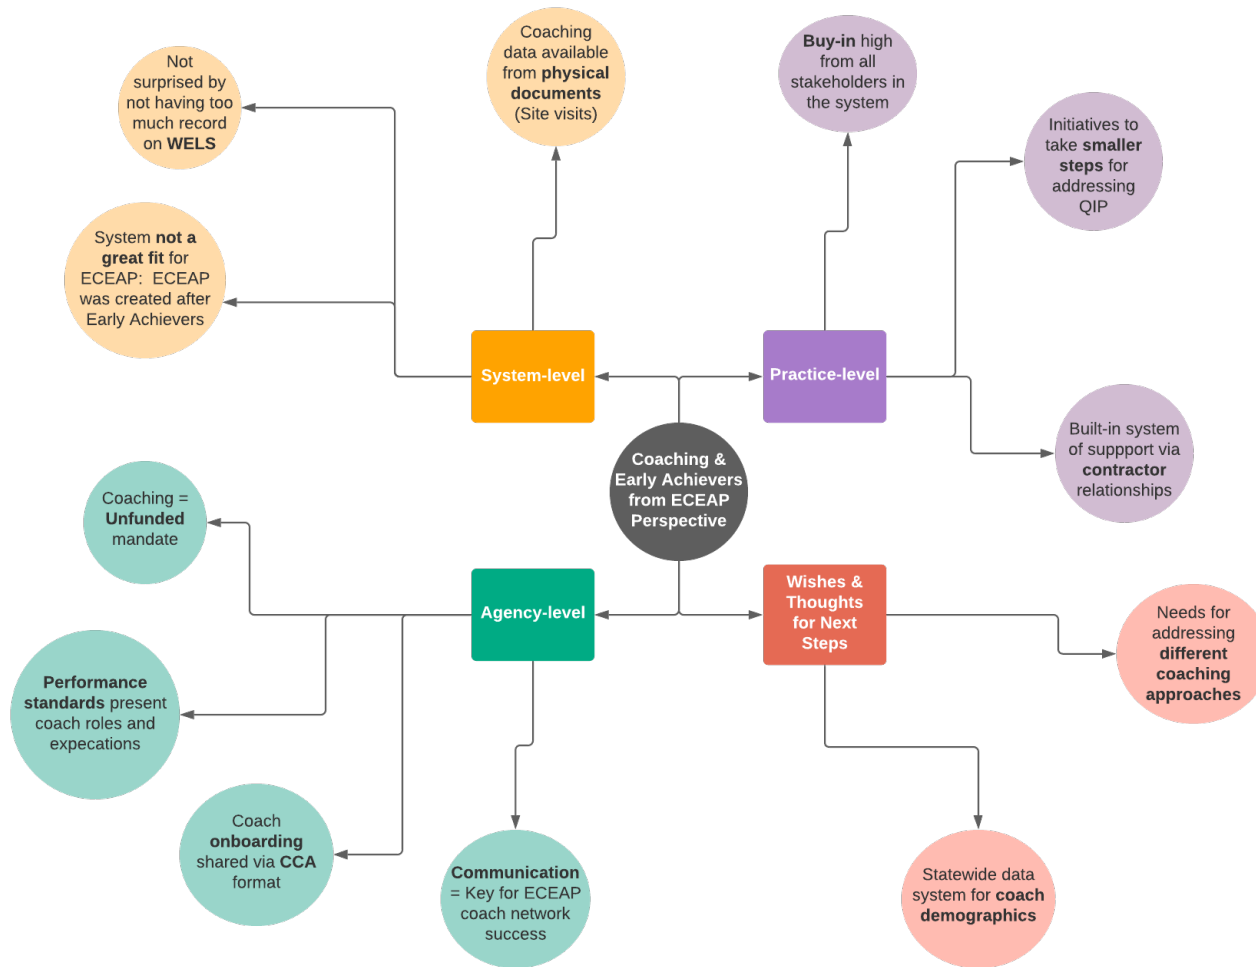 Not
surprised by
not having too
much record
on WELS
Coaching
data available
from physical
documents
(Site visits)
Buy-in high
from all
stakeholders in
the system
Initiatives to
take smaller
steps for
addressing
QIP
System not a
great fit for
ECEAP: ECEAP
was created after
Early Achievers
System-level
Practice-level
Built-in system
of suppport via
contractor
relationships
Coaching &
Early Achievers
from ECEAP
Perspective
Coaching =
Unfunded
mandate
Agency-level
Wishes &
Thoughts
for Next
Steps
Needs for
addressing
different
coaching
approaches
Performance
standards present
coach roles and
expecations
Coach
onboarding
shared via CCA
format
Communication
= Key for ECEAP
coach network
success
Statewide data
system for coach
demographics